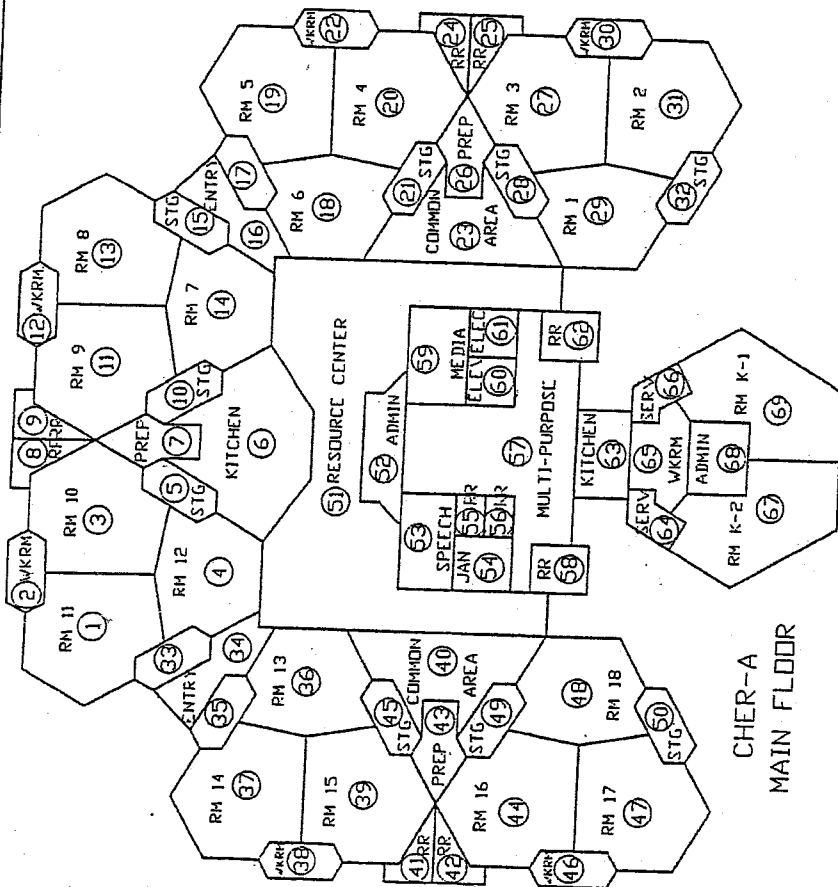 RM 11
1
2
WKRM
RM 10
3
RM 12
4
5
STG
KITCHEN
6
PREP
7
8
RR
9
RR
10
STG
RM 9
11
12
WKRM
RM 8
13
RM 7
14
STG
15
ENTRY
16
17
RM 6
18
RM 5
19
RM 4
20
21
STG
WKRM
22
COMMON
23
AREA
RR
24
RR
25
26
PREP
RM 3
27
STG
28
RM 1
29
WKRM
30
RM 2
31
32
STG
33
ENTRY
34
35
RM 13
36
RM 14
37
WKRM
38
RM 15
39
COMMON
40
AREA
41
RR
42
RR
PREP
43
RM 16
44
STG
45
WKRM
46
RM 17
47
48
RM 18
STG
49
STG
50
51
RESOURCE CENTER
52
ADMIN
53
SPEECH
JAN
54
55
RR
56
57
MULTI-PURPOSE
RR
58
59
MEDIA
ELEV
60
ELEC
61
RR
62
KITCHEN
63
SERV
64
65
WKRM
SERV
66
RM K-2
67
ADMIN
68
RM K-1
69
CHER-A
MAIN FLOOR